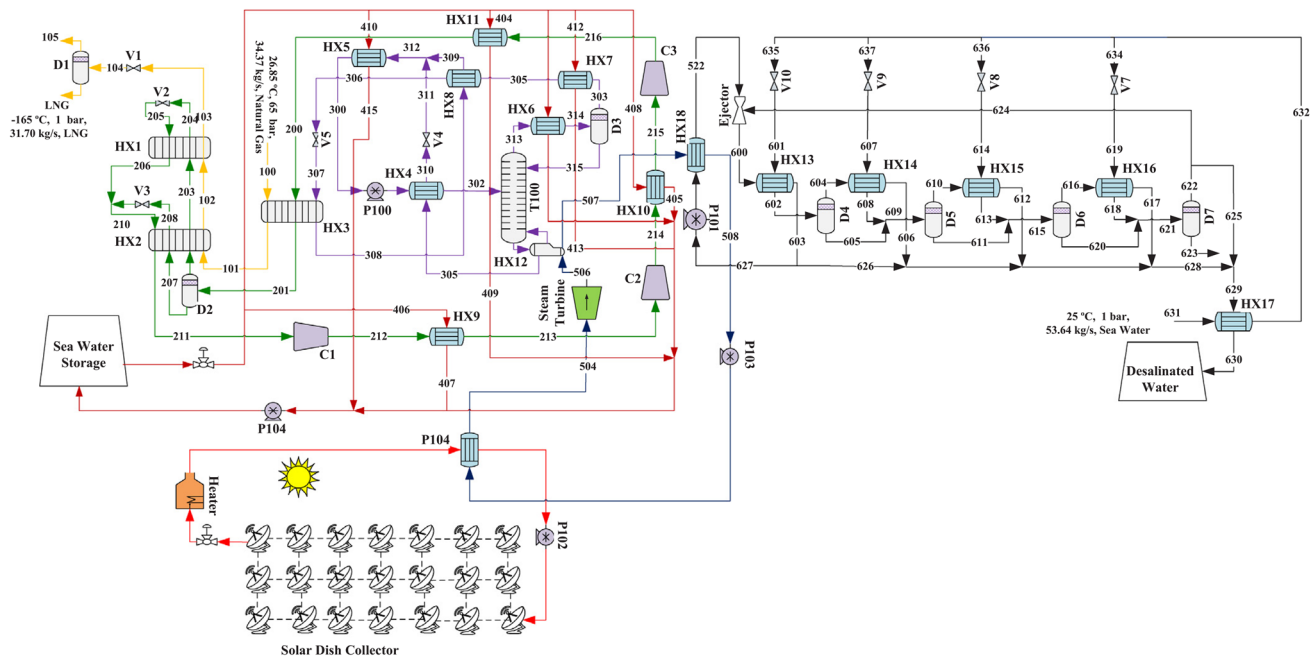 105
D1
104
V1
LNG
-165 ºC, 1 bar,
31.70 kg/s, LNG
V2
205
204
103
HX1
206
203
102
V3
210
208
HX2
207
D2
101
201
26.85 ºC, 65 bar
34.37 kg/s, Natural Gas
100
HX3
200
211
C1
212
HX9
213
406
407
Sea Water
Storage
P104
410
HX5
312
309
306
300
415
311
HX8
305
V5
V4
307
P100
HX4
310
302
308
305
HX11
404
216
412
HX7
303
HX6
314
D3
313
315
T100
HX12
413
409
507
506
Steam
Turbine
504
C3
408
215
HX10
405
214
C2
522
HX18
P101
508
P103
P104
Heater
P102
Solar Dish Collector
Ejector
600
635
V10
601
HX13
602
603
627
637
V9
607
HX14
604
608
D4
605
609
606
626
636
V8
624
614
HX15
610
D5
613
612
611
615
634
V7
619
HX16
616
D6
618
617
620
621
628
622
D7
623
625
632
629
HX17
25 ºC, 1 bar,
53.64 kg/s, Sea Water
631
630
Desalinated
Water